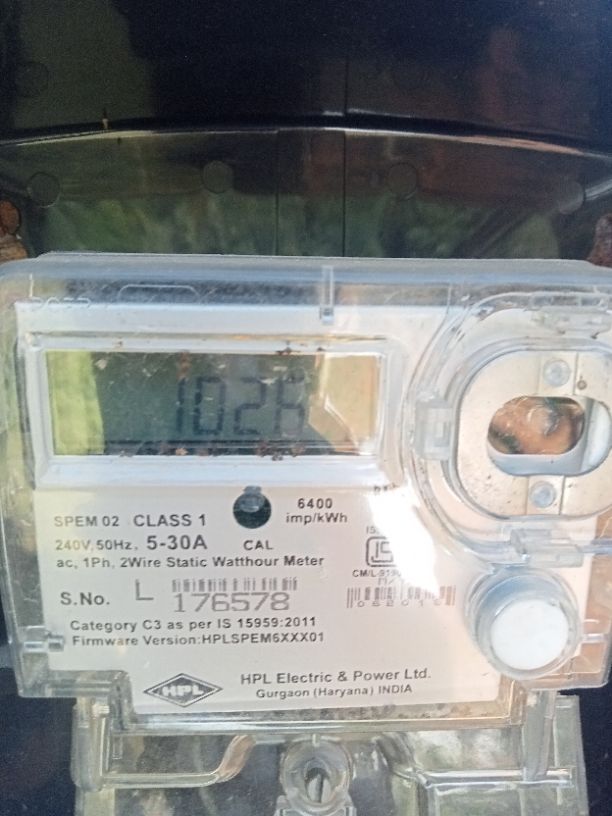 1026
6400
imp/kWh
SPEM 02 CLASS 1
240V, 50Hz, 5-30A CAL
ac, 1Ph, 2Wire Static Watthour Meter
S.No. L 176578
CM/L-
Category C3 as per IS 15959:2011
Firmware Version:HPLSPEM6XXX01
HPL
HPL Electric & Power Ltd.
Gurgaon (Haryana) INDIA